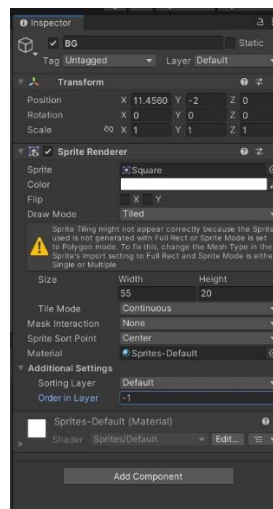 Inspector
BG Static
Tag Untagged Layer Default
Transform
Position X 11.4560 Y -2 Z 0
Rotation X 0 Y 0 Z 0
Scale X 1 Y 1 Z 1
Sprite Renderer
Sprite Square
Color
Flip X Y
Draw Mode Tiled
Sprite Tiling might not appear correctly because the Sprite
used is not generated with Full Rect or Sprite Mode is set
to Polygon mode. To fix this, change the Mesh Type in the
Sprite's import setting to Full Rect and Sprite Mode is eithe
Single or Multiple
Size Width Height
55 20
Tile Mode Continuous
Mask Interaction None
Sprite Sort Point Center
Material Sprites-Default
Additional Settings
Sorting Layer Default
Order in Layer -1
Sprites-Default (Material)
Shader Sprites/Default Edit...
Add Component